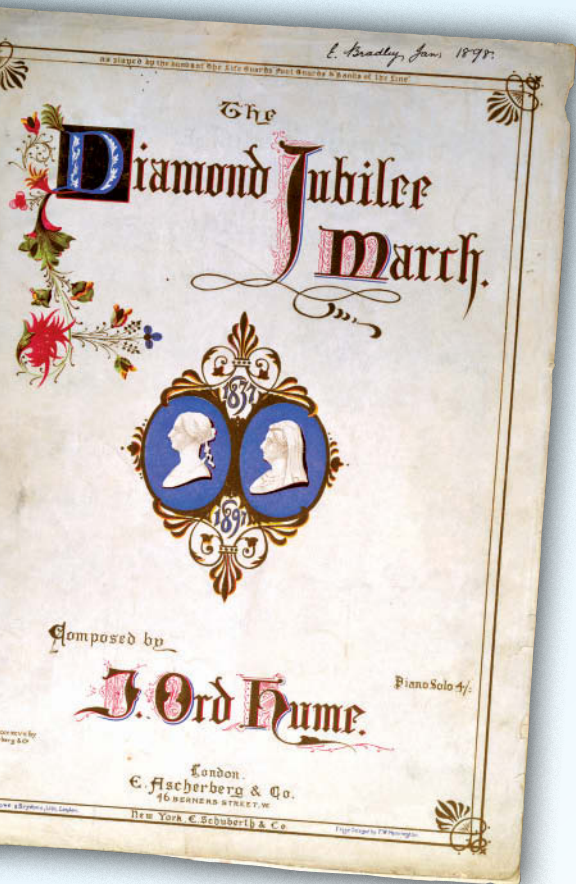 E. Bradley, Jan. 1898.
as played by the bands of the Life Guards Foot Guards & Bands of the Line
The
Diamond Jubilee
March.
1837
1897
Composed by
J. Ord Hume.
Piano Solo 4/-
London.
E. Ascherberg & Co.
46 BERNERS STREET, W
New York, E. Schuberth & Co